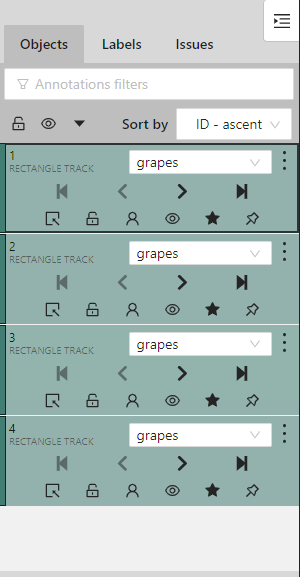 Objects Labels Issues
Annotations filters
Sort by ID - ascent
1 grapes
RECTANGLE TRACK
2 grapes
RECTANGLE TRACK
3 grapes
RECTANGLE TRACK
4 grapes
RECTANGLE TRACK